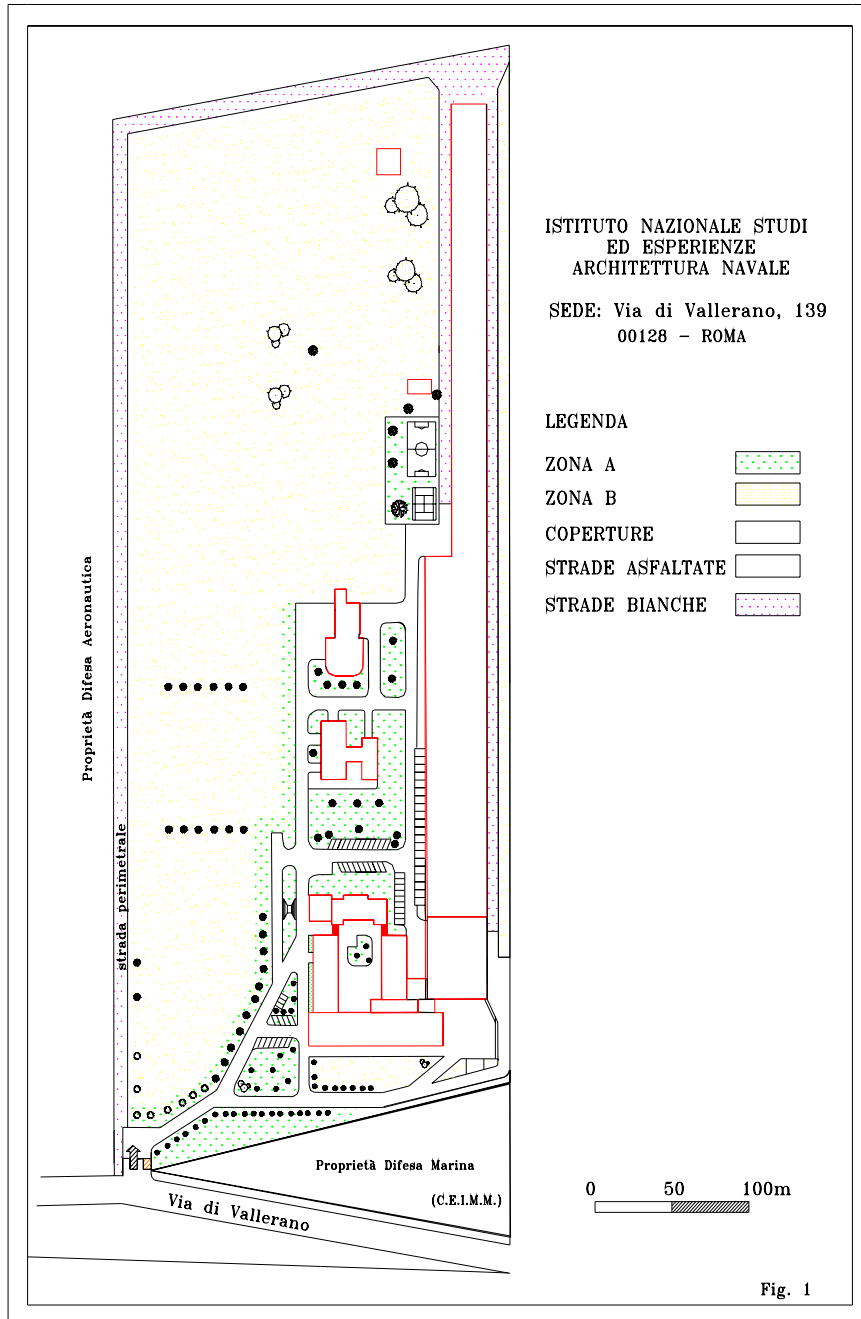 ISTITUTO NAZIONALE STUDI
ED ESPERIENZE
ARCHITETTURA NAVALE
SEDE: Via di Vallerano, 139
00128 - ROMA
LEGENDA
ZONA A
ZONA B
COPERTURE
STRADE ASFALTATE
STRADE BIANCHE
Proprietà Difesa Aeronautica
strada perimetrale
Proprietà Difesa Marina
(C.E.I.M.M.)
Via di Vallerano
0 50 100m
Fig. 1